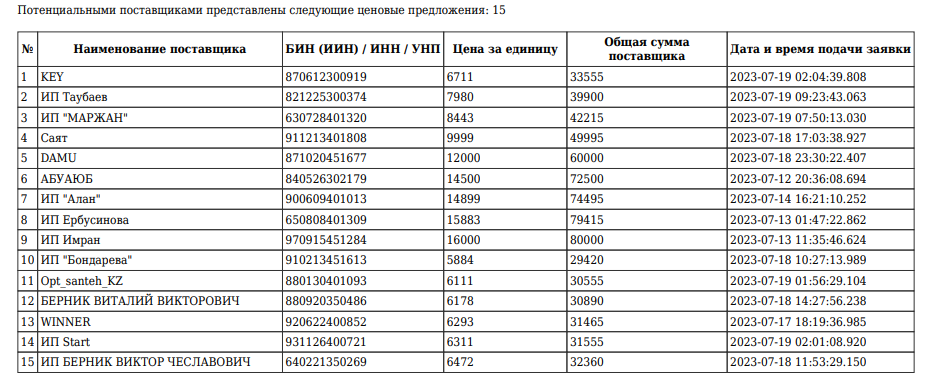 Потенциальными поставщиками представлены следующие ценовые предложения: 15
№ Наименование поставщика БИН (ИИН) / ИНН / УНП Цена за единицу Общая сумма поставщика Дата и время подачи заявки
1 KEY 870612300919 6711 33555 2023-07-19 02:04:39.808
2 ИП Таубаев 821225300374 7980 39900 2023-07-19 09:23:43.063
3 ИП "МАРЖАН" 630728401320 8443 42215 2023-07-19 07:50:13.030
4 Саят 911213401808 9999 49995 2023-07-18 17:03:38.927
5 DAMU 871020451677 12000 60000 2023-07-18 23:30:22.407
6 АБУАЮБ 840526302179 14500 72500 2023-07-12 20:36:08.694
7 ИП "Алан" 900609401013 14899 74495 2023-07-14 16:21:10.252
8 ИП Ербусинова 650808401309 15883 79415 2023-07-13 01:47:22.862
9 ИП Имран 970915451284 16000 80000 2023-07-13 11:35:46.624
10 ИП "Бондарева" 910213451613 5884 29420 2023-07-18 10:27:13.989
11 Opt_santeh_KZ 880130401093 6111 30555 2023-07-19 01:56:29.104
12 БЕРНИК ВИТАЛИЙ ВИКТОРОВИЧ 880920350486 6178 30890 2023-07-18 14:27:56.238
13 WINNER 920622400852 6293 31465 2023-07-17 18:19:36.985
14 ИП Start 931126400721 6311 31555 2023-07-19 02:01:08.920
15 ИП БЕРНИК ВИКТОР ЧЕСЛАВОВИЧ 640221350269 6472 32360 2023-07-18 11:53:29.150